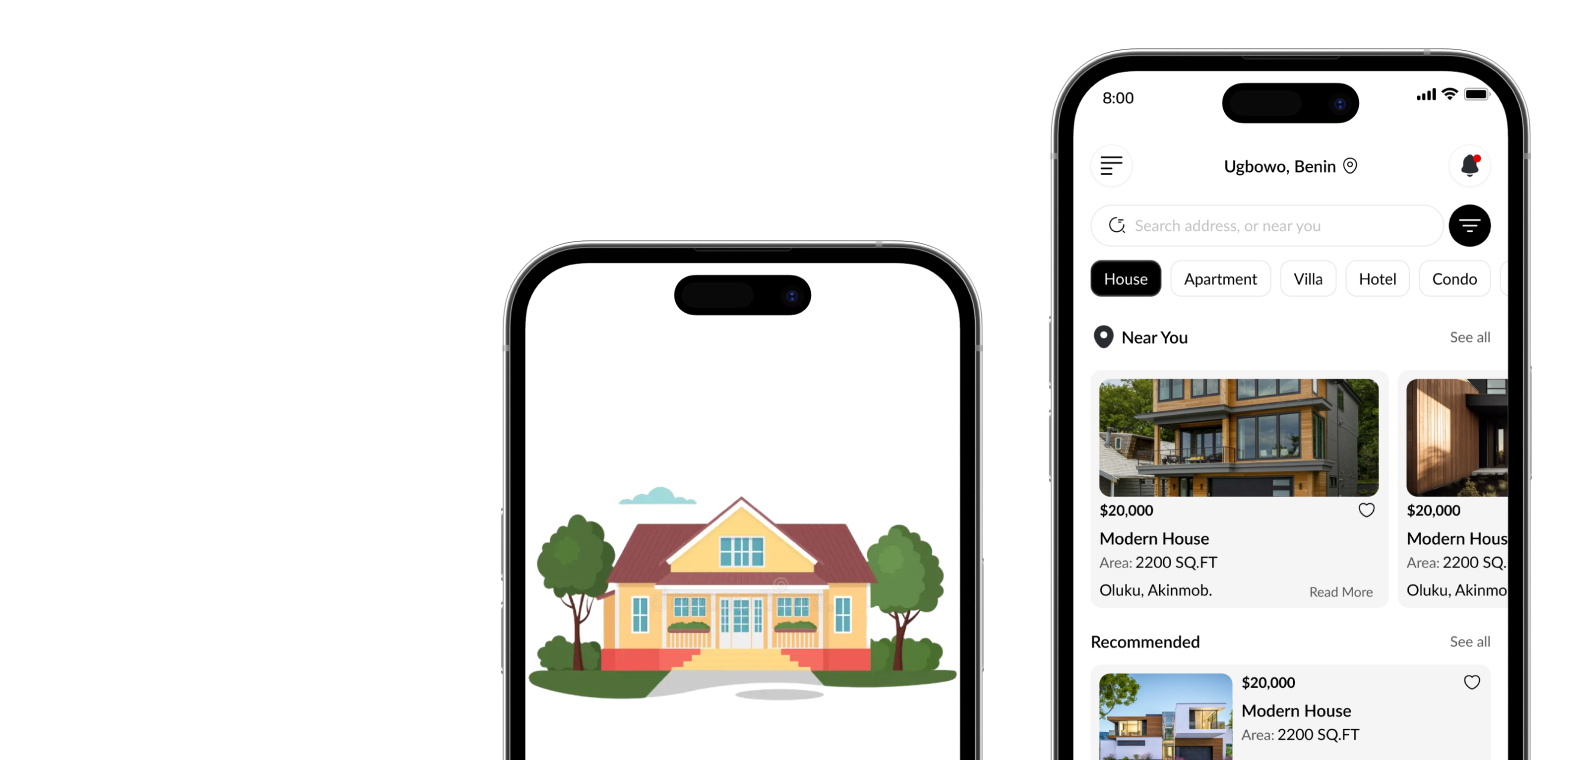 8:00
Ugbowo, Benin
Search address, or near you
House Apartment Villa Hotel Condo
Near You See all
$20,000 $20,000
Modern House Modern Hous
Area: 2200 SQ.FT Area: 2200 SQ.
Oluku, Akinmob. Read More Oluku, Akinmo
Recommended See all
$20,000
Modern House
Area: 2200 SQ.FT